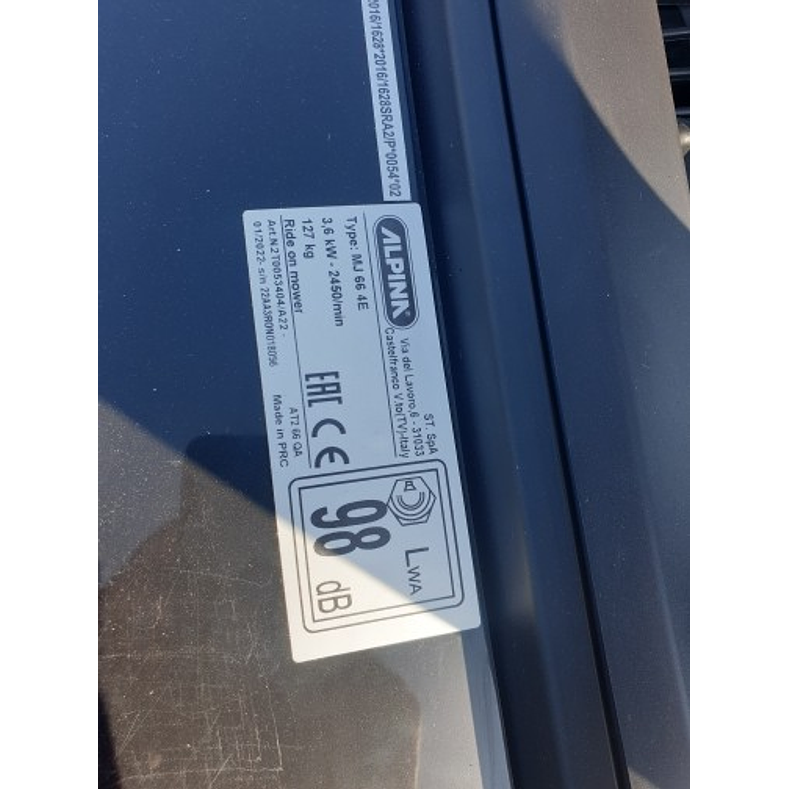 2016/1628*2016/1628SRA2/P*0054*02
ALPINA
ST. SpA
Via del Lavoro,6 - 31033
Castelfranco V.to(TV)-Italy
Type: MJ 66 4E
3,6 kW - 2450/min
127 kg
Ride on mower
Art.N.2T0053404/A22 -
01/2022- s/n 22AA3RON018096
EAC CE
AT2 66 QA
Made in PRC
LWA
98
dB